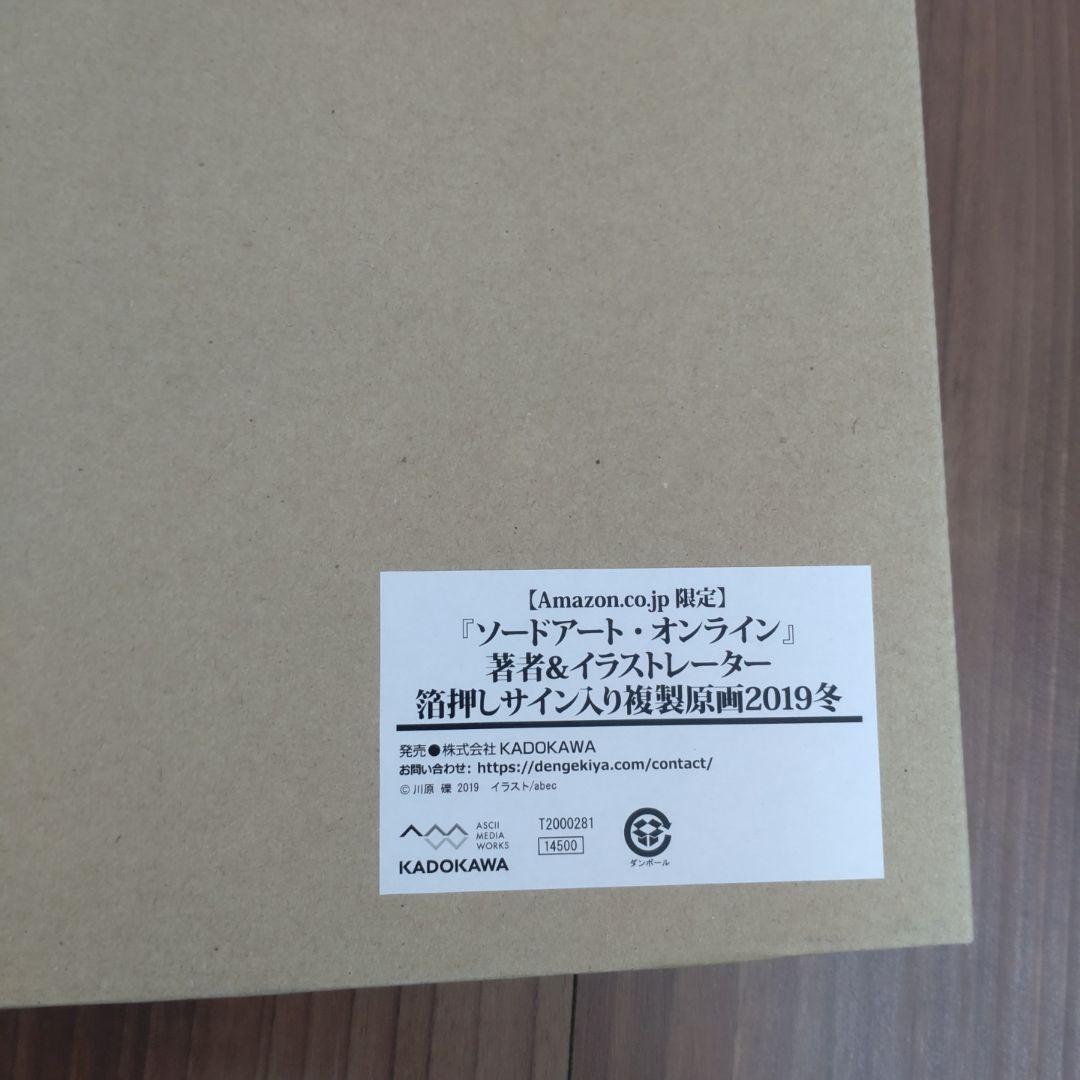 【Amazon.co.jp 限定】
『ソードアート・オンライン』
著者&イラストレーター
箔押しサイン入り複製原画2019冬
発売●株式会社 KADOKAWA
お問い合わせ: https://dengekiya.com/contact/
© 川原 礫 2019 イラスト/abec
ASCII
MEDIA
WORKS
KADOKAWA
T2000281
14500
ダンボール